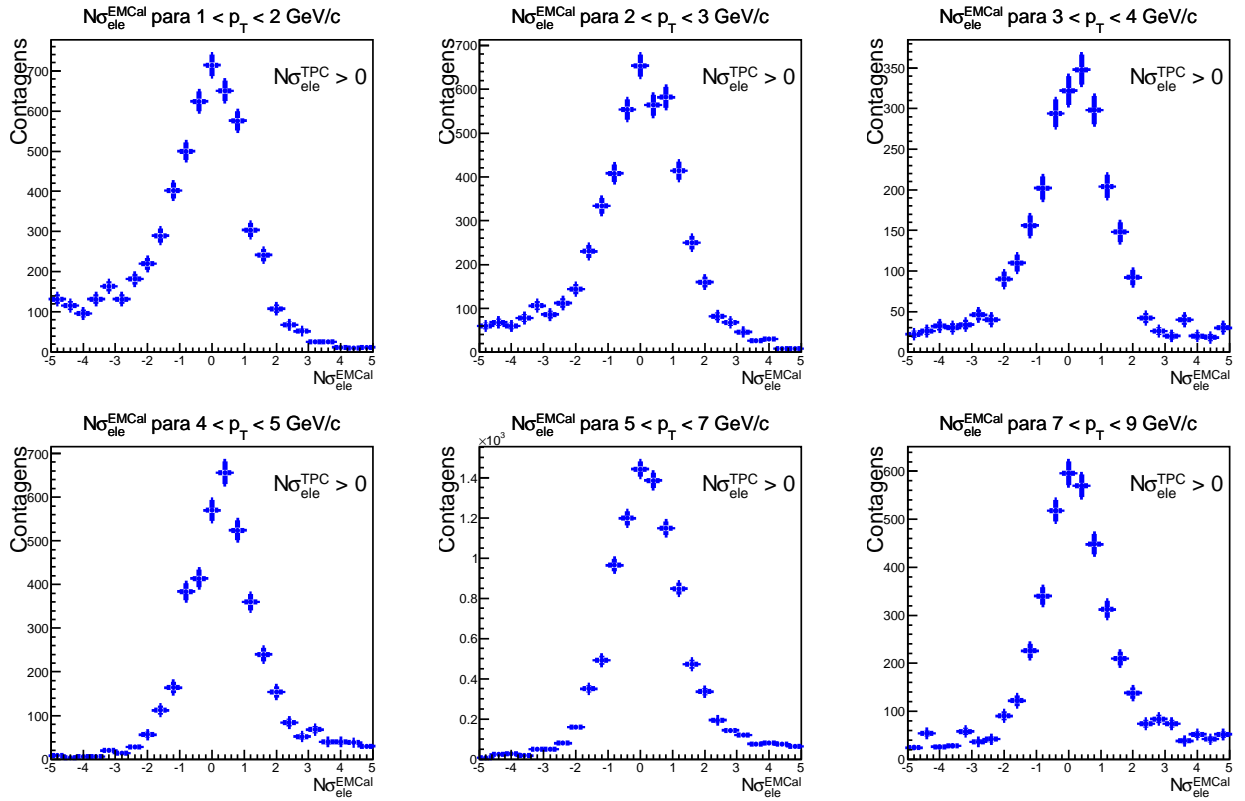 Nσ_ele^EMCal para 1 < p_T < 2 GeV/c
Contagens
Nσ_ele^TPC > 0
700
600
500
400
300
200
100
0
-5 -4 -3 -2 -1 0 1 2 3 4 5
Nσ_ele^EMCal
Nσ_ele^EMCal para 2 < p_T < 3 GeV/c
Contagens
Nσ_ele^TPC > 0
700
600
500
400
300
200
100
0
-5 -4 -3 -2 -1 0 1 2 3 4 5
Nσ_ele^EMCal
Nσ_ele^EMCal para 3 < p_T < 4 GeV/c
Contagens
Nσ_ele^TPC > 0
350
300
250
200
150
100
50
0
-5 -4 -3 -2 -1 0 1 2 3 4 5
Nσ_ele^EMCal
Nσ_ele^EMCal para 4 < p_T < 5 GeV/c
Contagens
Nσ_ele^TPC > 0
700
600
500
400
300
200
100
0
-5 -4 -3 -2 -1 0 1 2 3 4 5
Nσ_ele^EMCal
Nσ_ele^EMCal para 5 < p_T < 7 GeV/c
×10^3
Contagens
Nσ_ele^TPC > 0
1.4
1.2
1
0.8
0.6
0.4
0.2
0
-5 -4 -3 -2 -1 0 1 2 3 4 5
Nσ_ele^EMCal
Nσ_ele^EMCal para 7 < p_T < 9 GeV/c
Contagens
Nσ_ele^TPC > 0
600
500
400
300
200
100
0
-5 -4 -3 -2 -1 0 1 2 3 4 5
Nσ_ele^EMCal